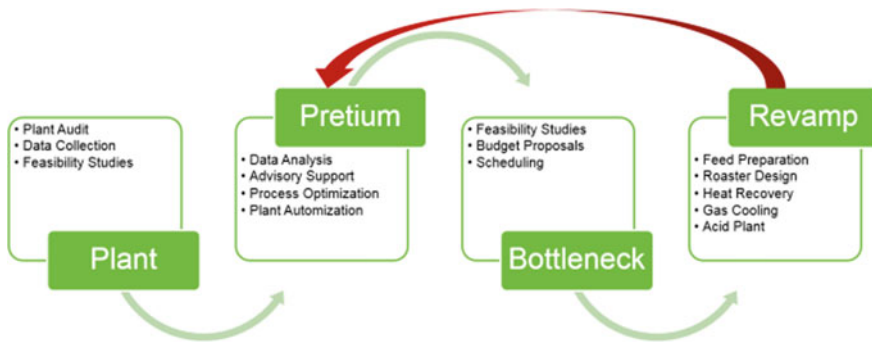 Plant
• Plant Audit
• Data Collection
• Feasibility Studies
Pretium
• Data Analysis
• Advisory Support
• Process Optimization
• Plant Automization
Bottleneck
• Feasibility Studies
• Budget Proposals
• Scheduling
Revamp
• Feed Preparation
• Roaster Design
• Heat Recovery
• Gas Cooling
• Acid Plant